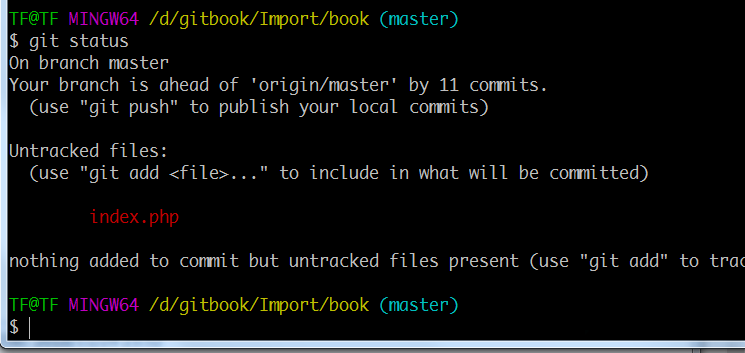 TF@TF MINGW64 /d/gitbook/Import/book (master)
$ git status
On branch master
Your branch is ahead of 'origin/master' by 11 commits.
  (use "git push" to publish your local commits)
Untracked files:
  (use "git add <file>..." to include in what will be committed)
        index.php
nothing added to commit but untracked files present (use "git add" to trac
TF@TF MINGW64 /d/gitbook/Import/book (master)
$